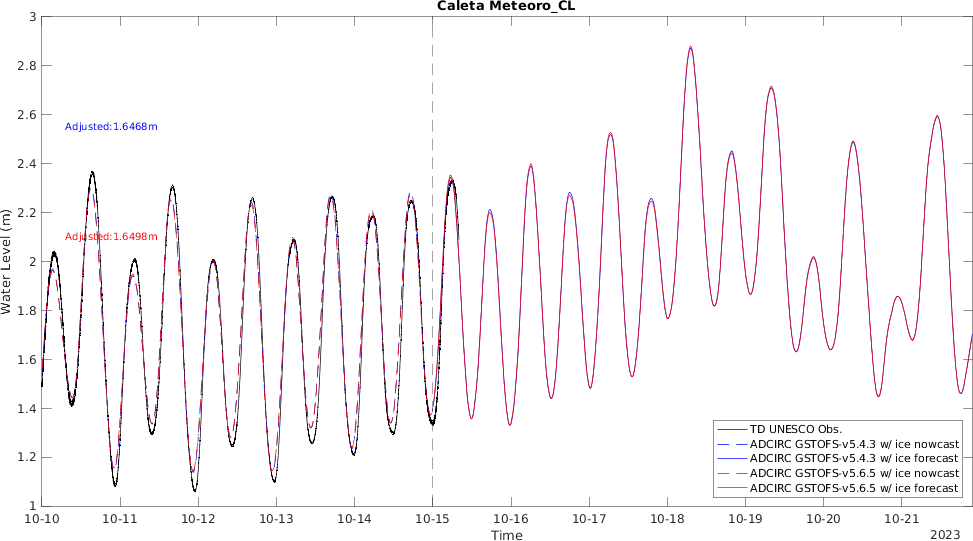 Caleta Meteoro_CL
3
2.8
2.6
2.4
2.2
2
1.8
1.6
1.4
1.2
1
Water Level (m)
Adjusted:1.6468m
Adjusted:1.6498m
TD UNESCO Obs.
ADCIRC GSTOFS-v5.4.3 w/ ice nowcast
ADCIRC GSTOFS-v5.4.3 w/ ice forecast
ADCIRC GSTOFS-v5.6.5 w/ ice nowcast
ADCIRC GSTOFS-v5.6.5 w/ ice forecast
10-10 10-11 10-12 10-13 10-14 10-15 10-16 10-17 10-18 10-19 10-20 10-21
Time
2023